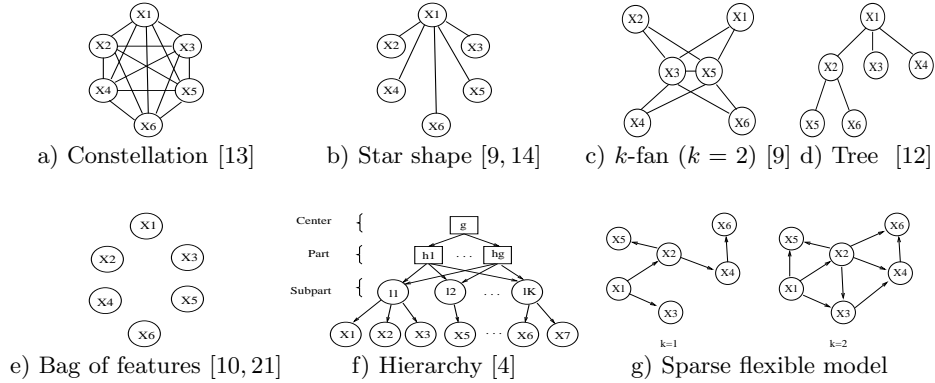 X1
X2
X3
X4
X5
X6
a) Constellation [13]
X1
X2
X3
X4
X5
X6
b) Star shape [9, 14]
X2
X1
X3
X5
X4
X6
c) k-fan (k = 2) [9]
X1
X2
X3
X4
X5
X6
d) Tree [12]
X1
X2
X3
X4
X5
X6
e) Bag of features [10, 21]
Center {
g
Part {
h1 . . . hg
Subpart {
l1 l2 . . . lK
X1 X2 X3 X5 . . . X6 X7
f) Hierarchy [4]
X6
X5
X2
X4
X1
X3
k=1
X6
X5
X2
X4
X1
X3
k=2
g) Sparse flexible model